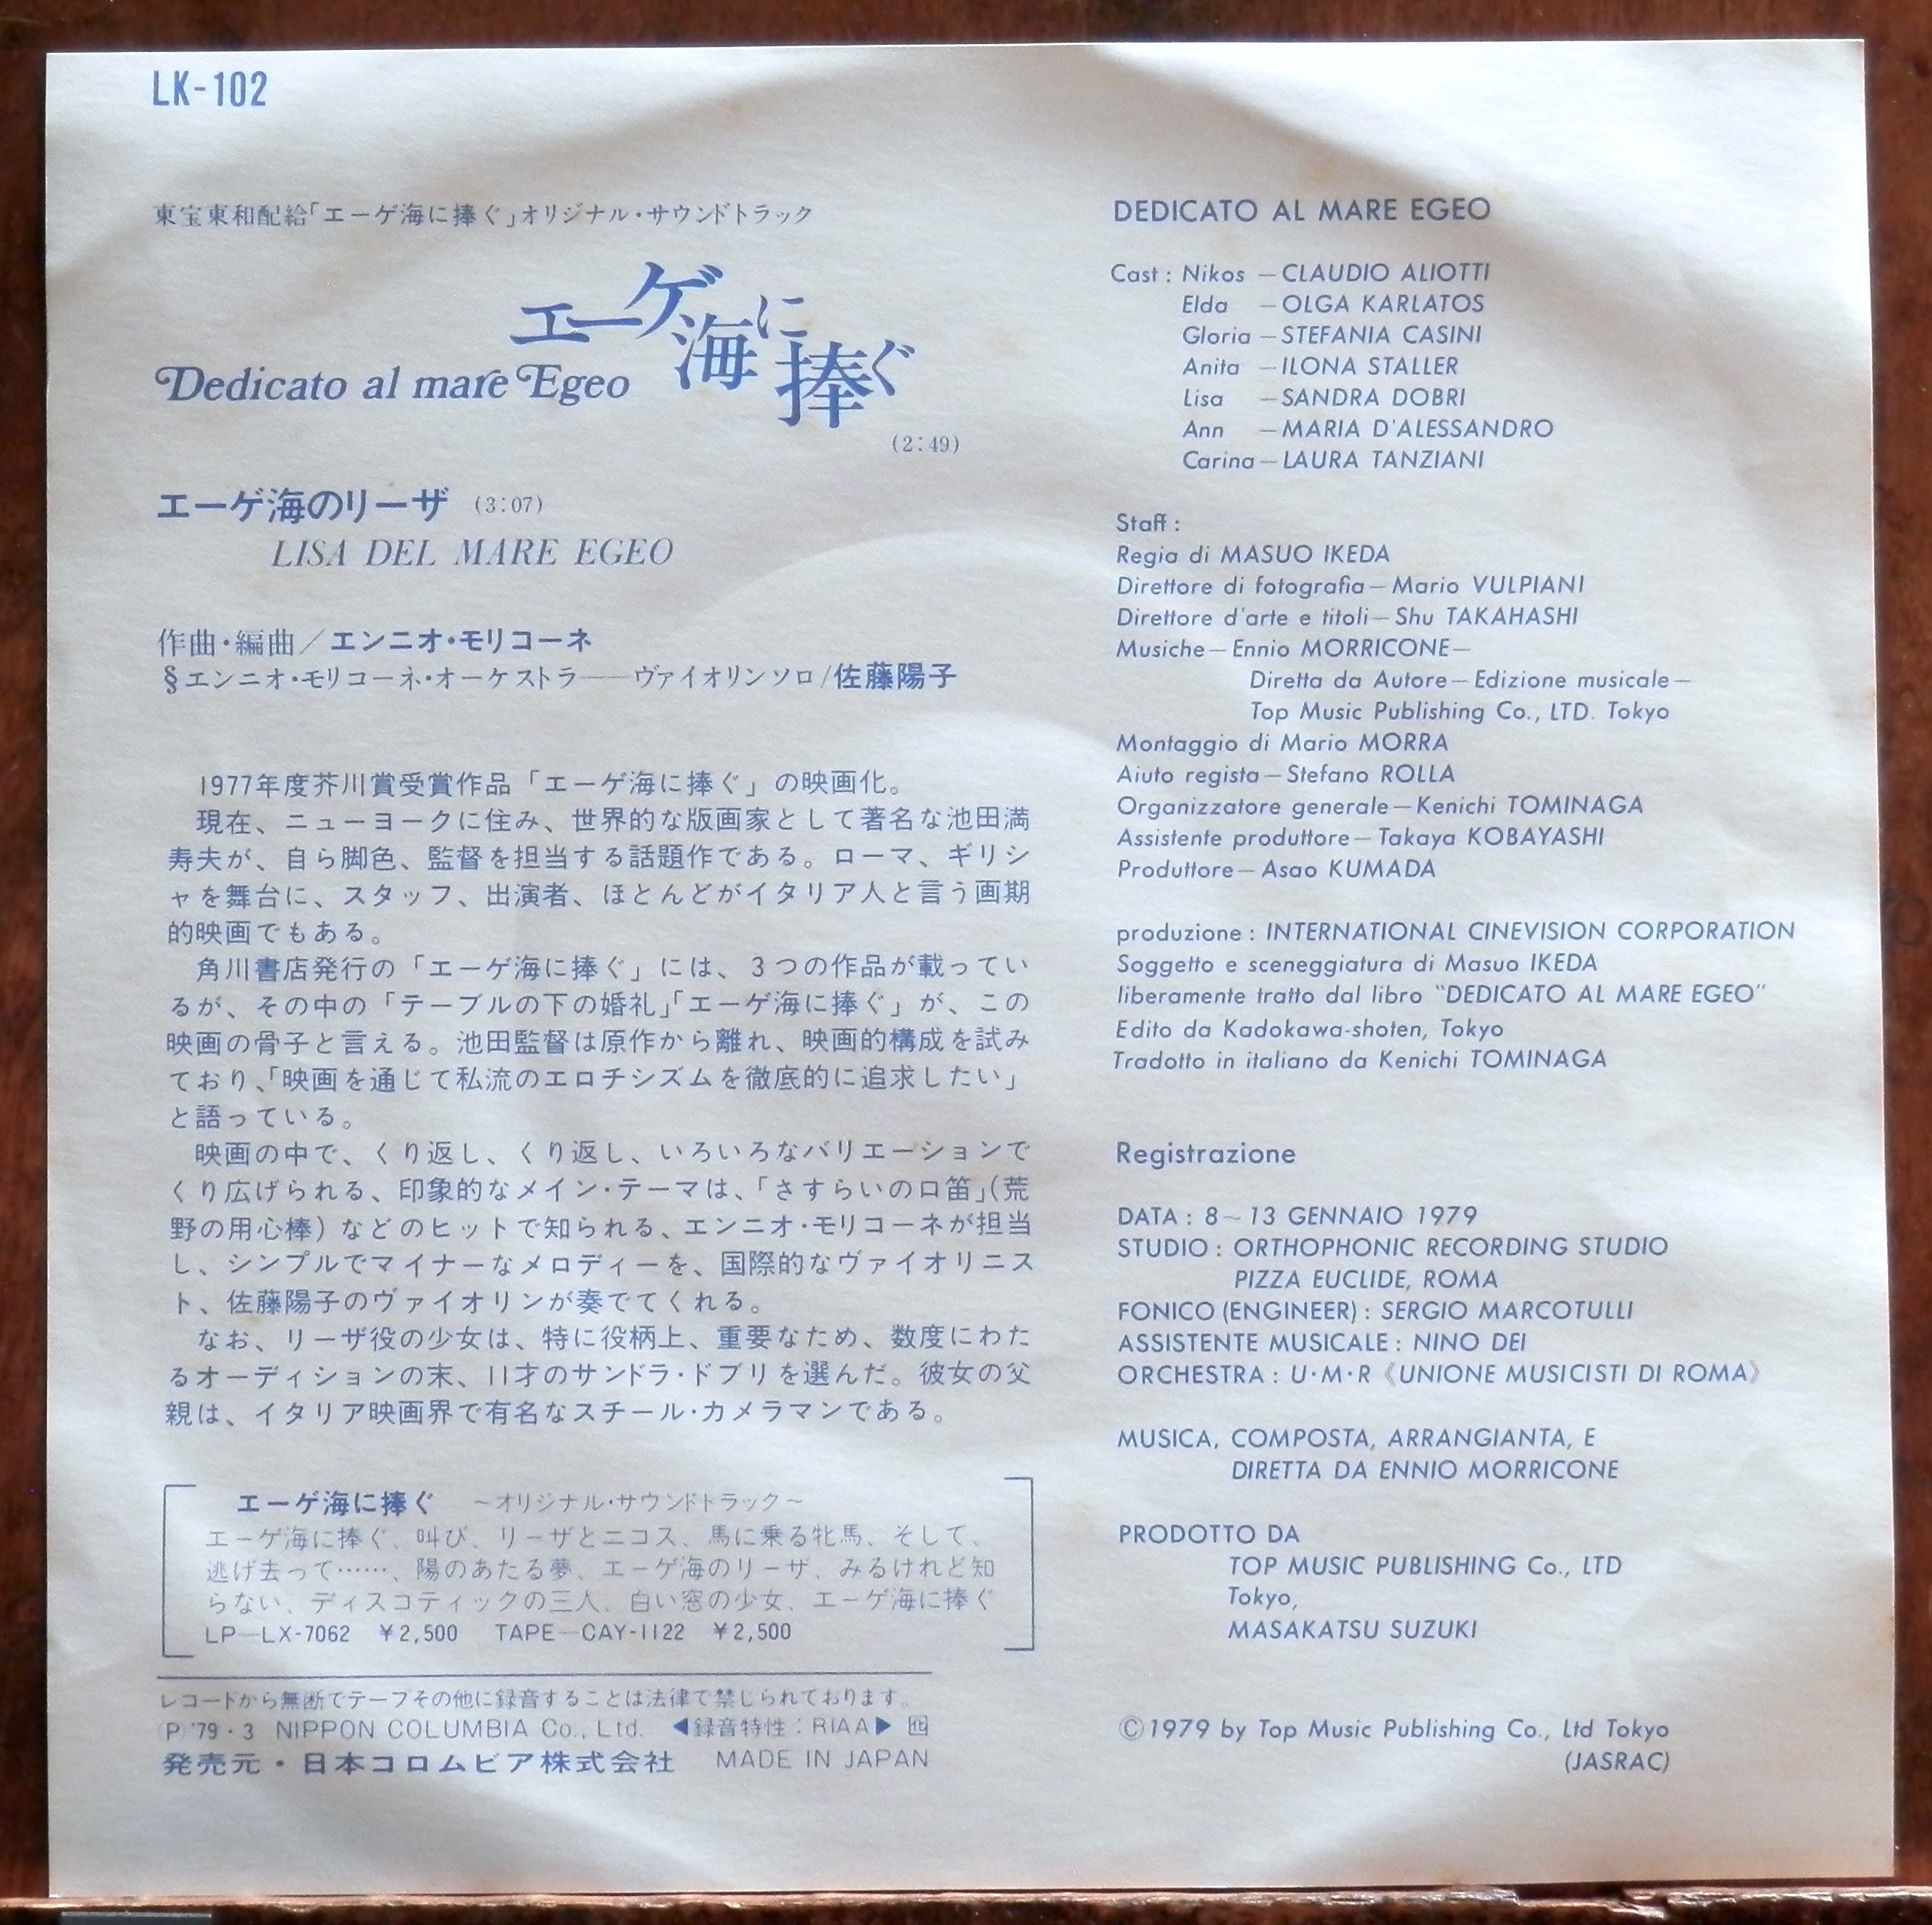 LK-102
東宝東和配給「エーゲ海に捧ぐ」オリジナル・サウンドトラック
エーゲ海に捧ぐ
Dedicato al mare Egeo
(2:49)
エーゲ海のリーザ (3:07)
LISA DEL MARE EGEO
作曲・編曲／エンニオ・モリコーネ
§エンニオ・モリコーネ・オーケストラ──ヴァイオリンソロ/佐藤陽子
1977年度芥川賞受賞作品「エーゲ海に捧ぐ」の映画化。
現在、ニューヨークに住み、世界的な版画家として著名な池田満
寿夫が、自ら脚色、監督を担当する話題作である。ローマ、ギリシ
ャを舞台に、スタッフ、出演者、ほとんどがイタリア人と言う画期
的映画でもある。
角川書店発行の「エーゲ海に捧ぐ」には、3つの作品が載ってい
るが、その中の「テーブルの下の婚礼」「エーゲ海に捧ぐ」が、この
映画の骨子と言える。池田監督は原作から離れ、映画的構成を試み
ており、「映画を通じて私流のエロチシズムを徹底的に追求したい」
と語っている。
映画の中で、くり返し、くり返し、いろいろなバリエーションで
くり広げられる、印象的なメイン・テーマは、「さすらいの口笛」(荒
野の用心棒)などのヒットで知られる、エンニオ・モリコーネが担当
し、シンプルでマイナーなメロディーを、国際的なヴァイオリニス
ト、佐藤陽子のヴァイオリンが奏でてくれる。
なお、リーザ役の少女は、特に役柄上、重要なため、数度にわた
るオーディションの末、11才のサンドラ・ドブリを選んだ。彼女の父
親は、イタリア映画界で有名なスチール・カメラマンである。
エーゲ海に捧ぐ 〜オリジナル・サウンドトラック〜
エーゲ海に捧ぐ、叫び、リーザとニコス、馬に乗る牝馬、そして、
逃げ去って……、陽のあたる夢、エーゲ海のリーザ、みるけれど知
らない、ディスコティックの三人、白い窓の少女、エーゲ海に捧ぐ
LP─LX-7062 ¥2,500 TAPE─CAY-1122 ¥2,500
レコードから無断でテープその他に録音することは法律で禁じられております。
Ⓟ'79・3 NIPPON COLUMBIA Co., Ltd. ◀録音特性：RIAA▶
発売元・日本コロムビア株式会社 MADE IN JAPAN
DEDICATO AL MARE EGEO
Cast : Nikos —CLAUDIO ALIOTTI
Elda —OLGA KARLATOS
Gloria —STEFANIA CASINI
Anita —ILONA STALLER
Lisa —SANDRA DOBRI
Ann —MARIA D'ALESSANDRO
Carina—LAURA TANZIANI
Staff :
Regia di MASUO IKEDA
Direttore di fotografia—Mario VULPIANI
Direttore d'arte e titoli—Shu TAKAHASHI
Musiche—Ennio MORRICONE—
Diretta da Autore—Edizione musicale—
Top Music Publishing Co., LTD. Tokyo
Montaggio di Mario MORRA
Aiuto regista—Stefano ROLLA
Organizzatore generale—Kenichi TOMINAGA
Assistente produttore—Takaya KOBAYASHI
Produttore—Asao KUMADA
produzione : INTERNATIONAL CINEVISION CORPORATION
Soggetto e sceneggiatura di Masuo IKEDA
liberamente tratto dal libro "DEDICATO AL MARE EGEO"
Edito da Kadokawa-shoten, Tokyo
Tradotto in italiano da Kenichi TOMINAGA
Registrazione
DATA : 8〜13 GENNAIO 1979
STUDIO : ORTHOPHONIC RECORDING STUDIO
PIZZA EUCLIDE, ROMA
FONICO (ENGINEER) : SERGIO MARCOTULLI
ASSISTENTE MUSICALE : NINO DEI
ORCHESTRA : U・M・R《UNIONE MUSICISTI DI ROMA》
MUSICA, COMPOSTA, ARRANGIANTA, E
DIRETTA DA ENNIO MORRICONE
PRODOTTO DA
TOP MUSIC PUBLISHING Co., LTD
Tokyo,
MASAKATSU SUZUKI
©1979 by Top Music Publishing Co., Ltd Tokyo
(JASRAC)